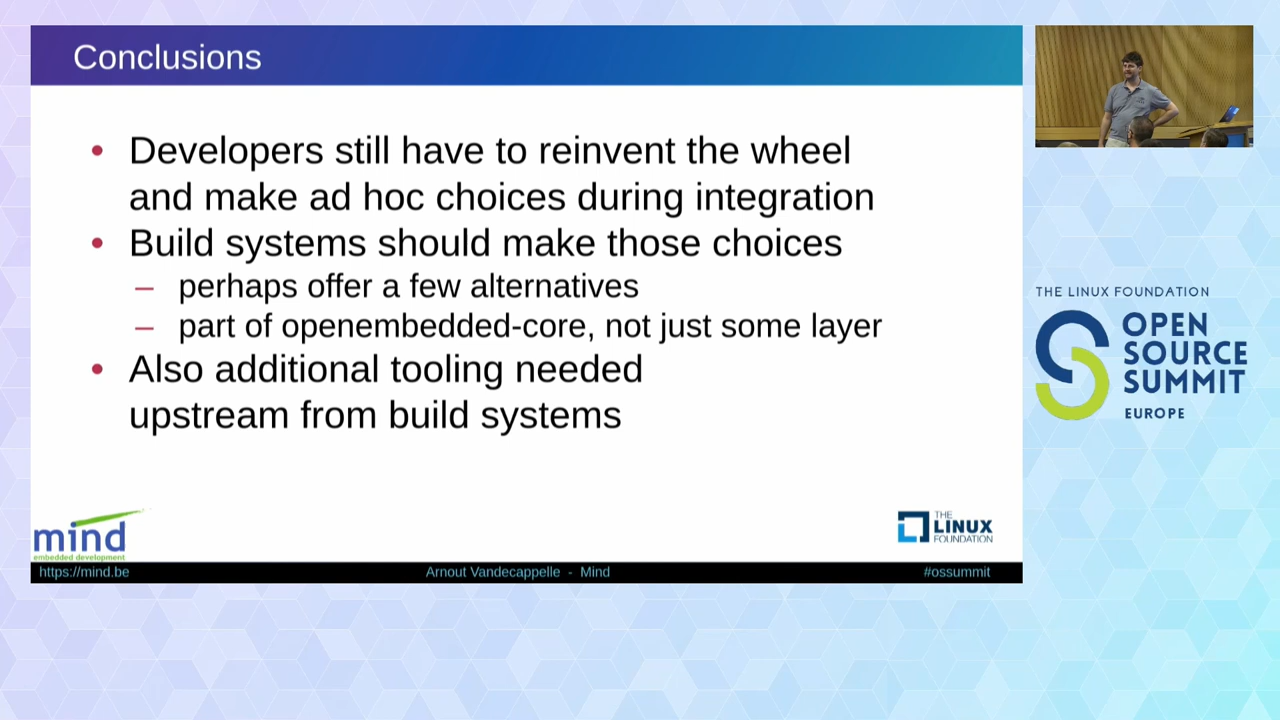 Conclusions
• Developers still have to reinvent the wheel
and make ad hoc choices during integration
• Build systems should make those choices
– perhaps offer a few alternatives
– part of openembedded-core, not just some layer
• Also additional tooling needed
upstream from build systems
mind
embedded development
THE
LINUX
FOUNDATION
https://mind.be
Arnout Vandecappelle - Mind
#ossummit
THE LINUX FOUNDATION
OPEN
SOURCE
SUMMIT
EUROPE